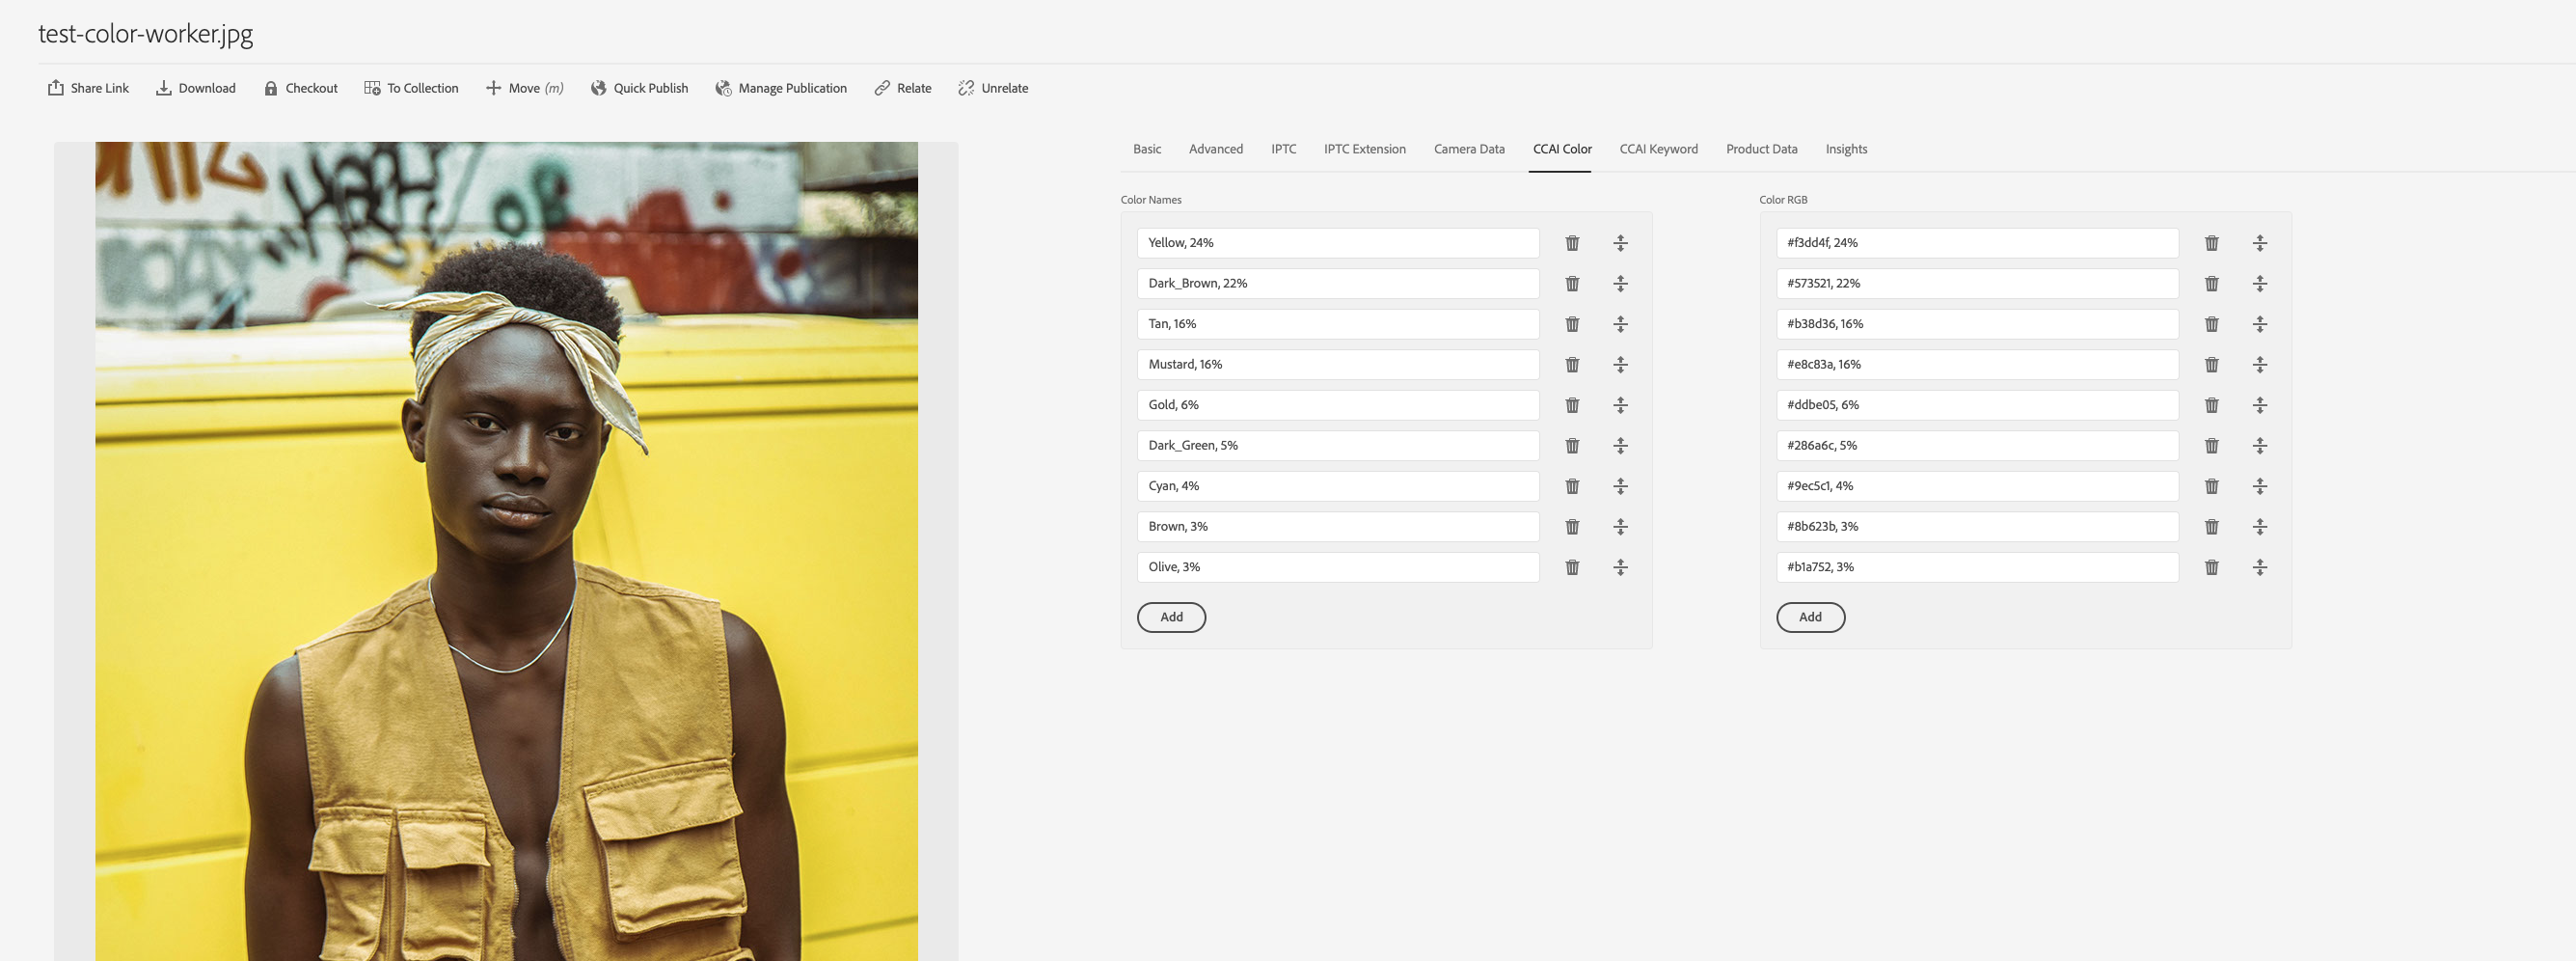 test-color-worker.jpg
Share Link Download Checkout To Collection Move (m) Quick Publish Manage Publication Relate Unrelate
Basic Advanced IPTC IPTC Extension Camera Data CCAI Color CCAI Keyword Product Data Insights
Color Names
Yellow, 24%
Dark_Brown, 22%
Tan, 16%
Mustard, 16%
Gold, 6%
Dark_Green, 5%
Cyan, 4%
Brown, 3%
Olive, 3%
Add
Color RGB
#f3dd4f, 24%
#573521, 22%
#b38d36, 16%
#e8c83a, 16%
#ddbe05, 6%
#286a6c, 5%
#9ec5c1, 4%
#8b623b, 3%
#b1a752, 3%
Add